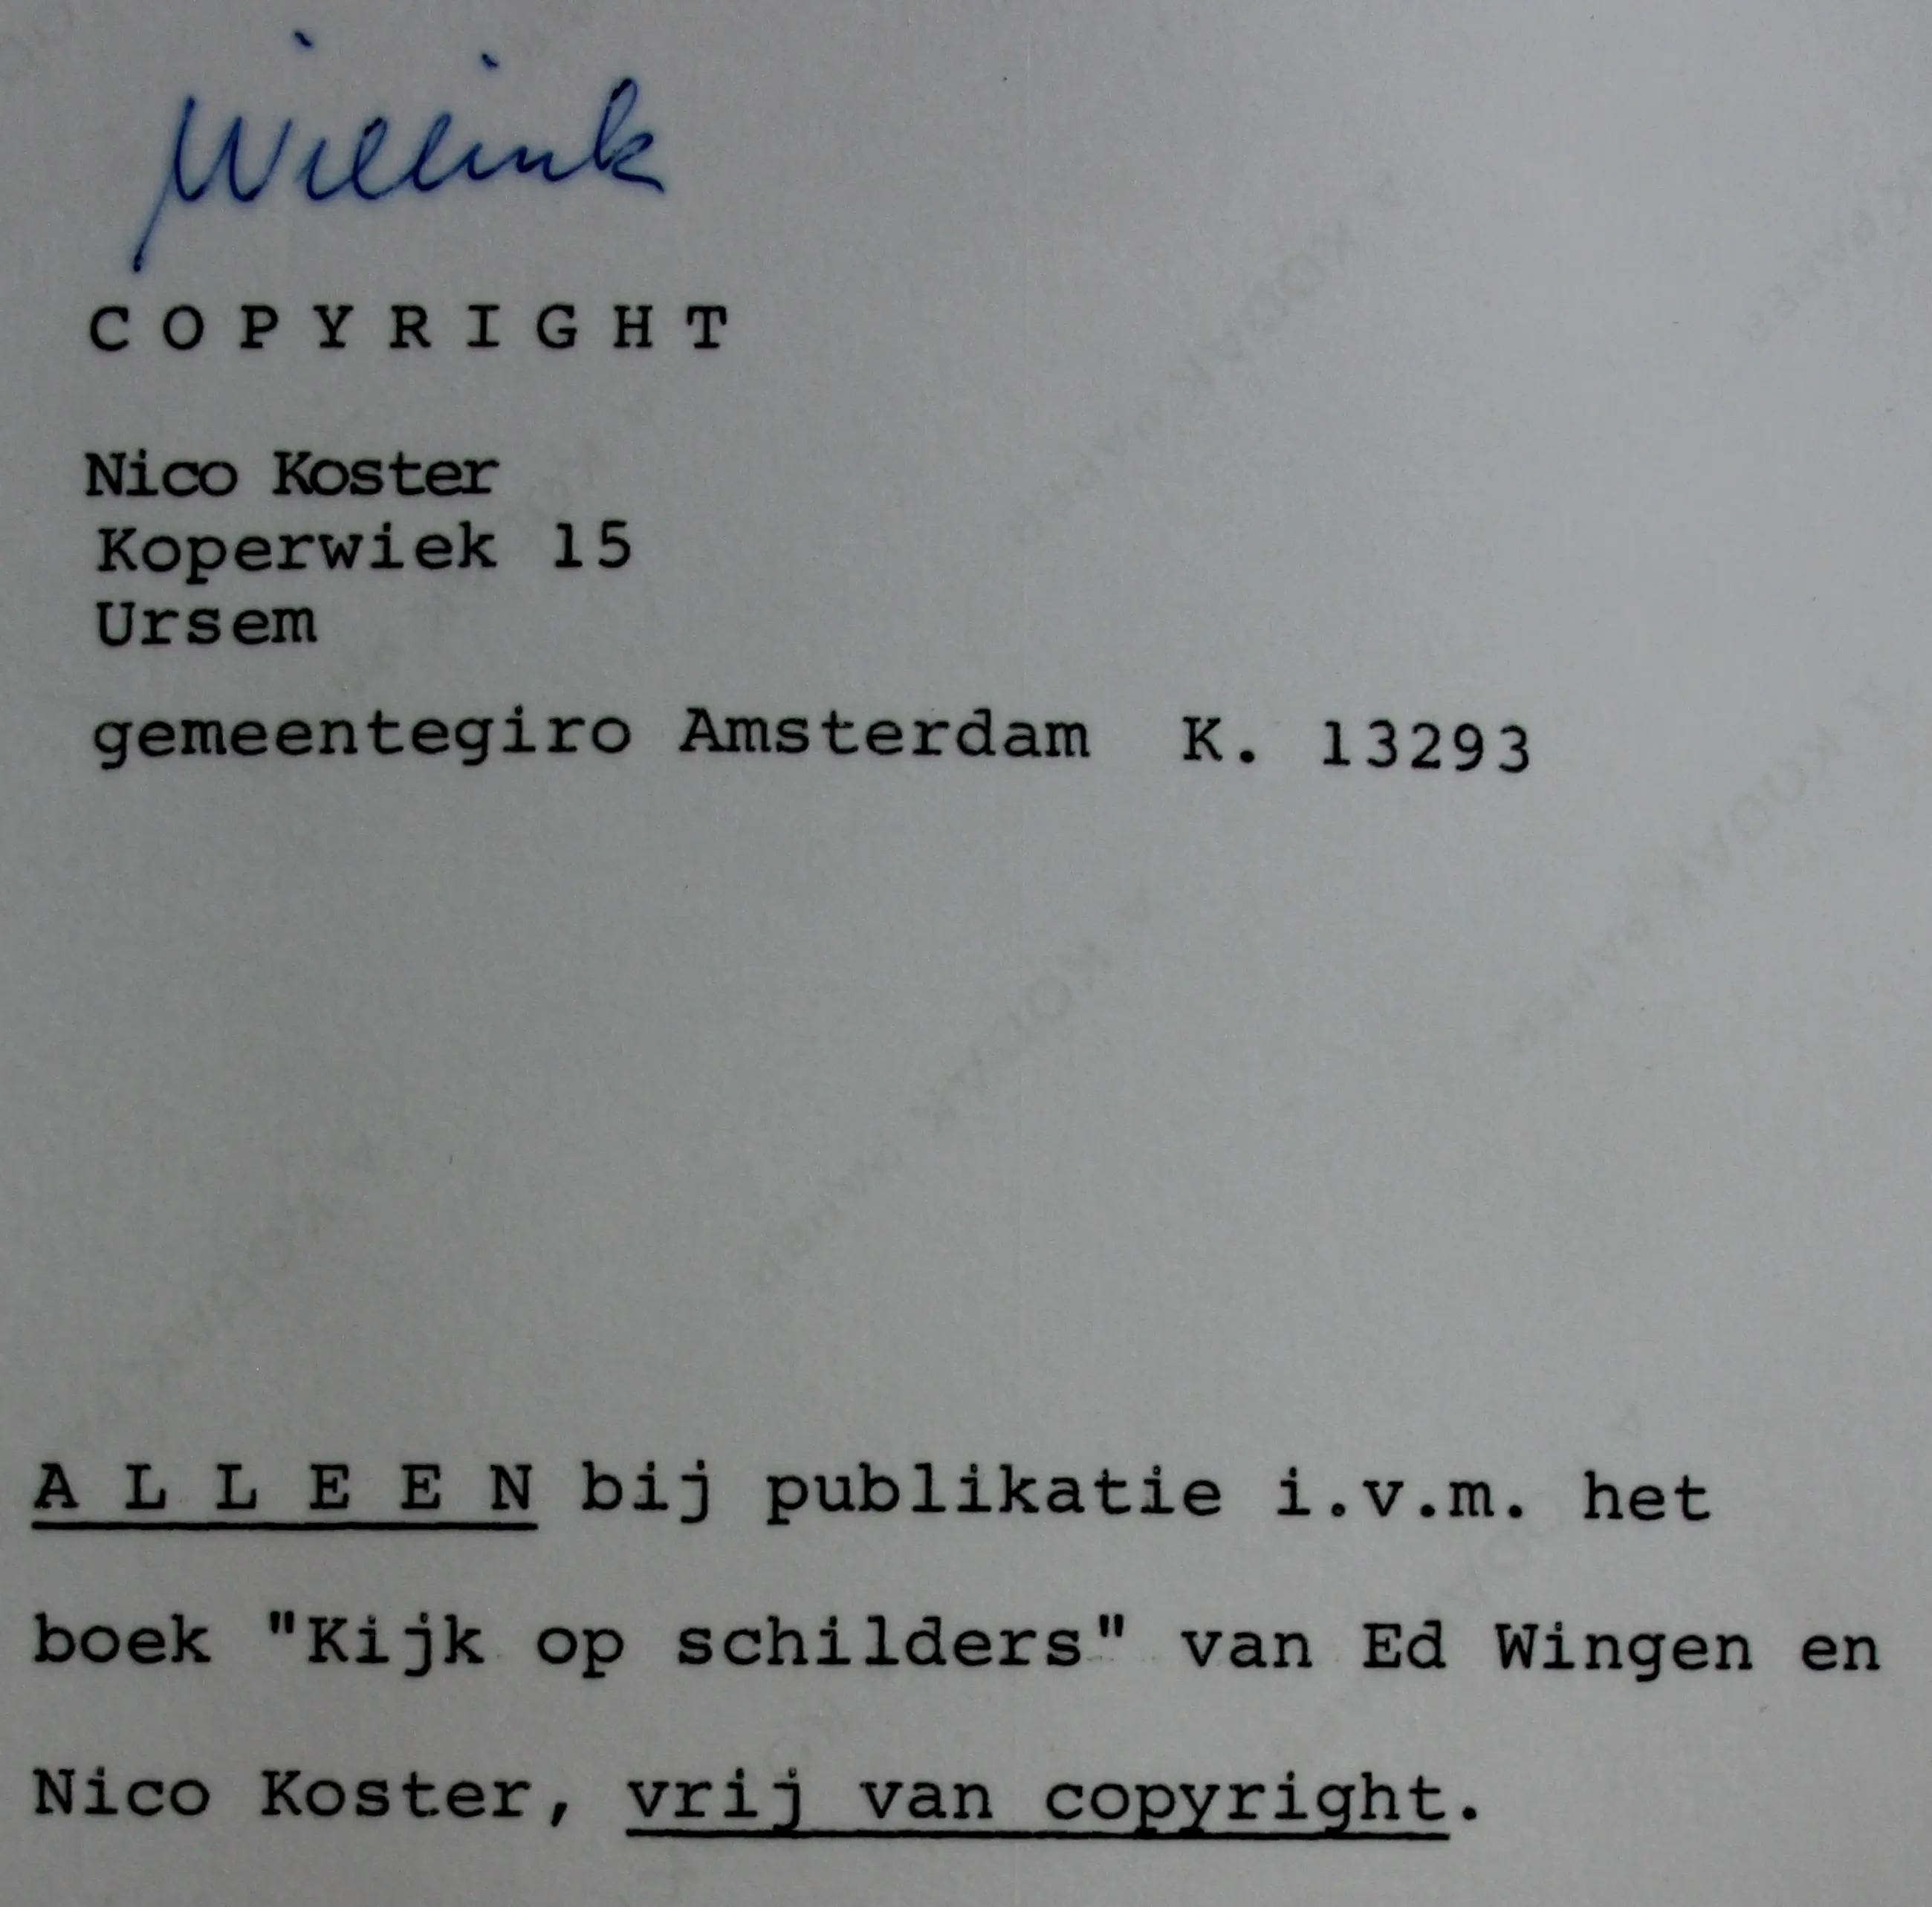 Willink
C O P Y R I G H T
Nico Koster
Koperwiek 15
Ursem
gemeentegiro Amsterdam K. 13293
A L L E E N bij publikatie i.v.m. het
boek "Kijk op schilders" van Ed Wingen en
Nico Koster, vrij van copyright.